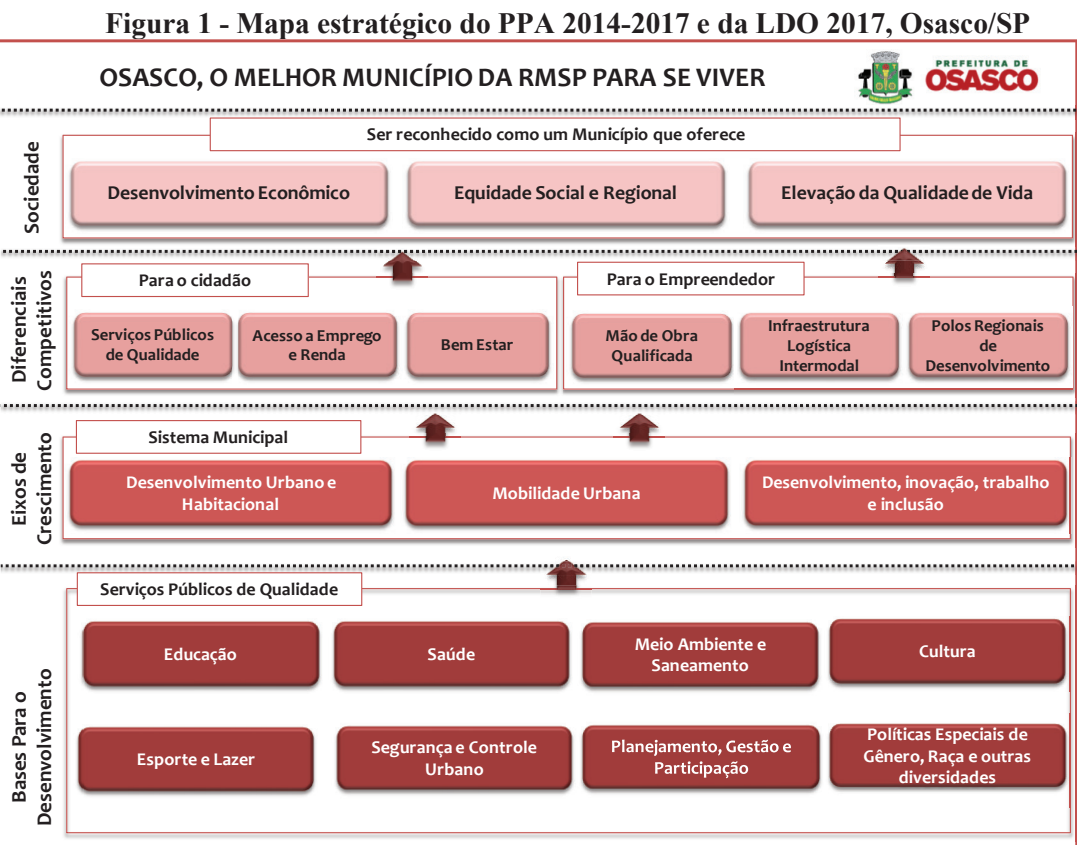 Figura 1 - Mapa estratégico do PPA 2014-2017 e da LDO 2017, Osasco/SP
OSASCO, O MELHOR MUNICÍPIO DA RMSP PARA SE VIVER
PREFEITURA DE
OSASCO
Sociedade
Ser reconhecido como um Município que oferece
Desenvolvimento Econômico
Equidade Social e Regional
Elevação da Qualidade de Vida
Diferenciais
Competitivos
Para o cidadão
Serviços Públicos
de Qualidade
Acesso a Emprego
e Renda
Bem Estar
Para o Empreendedor
Mão de Obra
Qualificada
Infraestrutura
Logística
Intermodal
Polos Regionais
de
Desenvolvimento
Eixos de
Crescimento
Sistema Municipal
Desenvolvimento Urbano e
Habitacional
Mobilidade Urbana
Desenvolvimento, inovação, trabalho
e inclusão
Bases Para o
Desenvolvimento
Serviços Públicos de Qualidade
Educação
Saúde
Meio Ambiente e
Saneamento
Cultura
Esporte e Lazer
Segurança e Controle
Urbano
Planejamento, Gestão e
Participação
Políticas Especiais de
Gênero, Raça e outras
diversidades